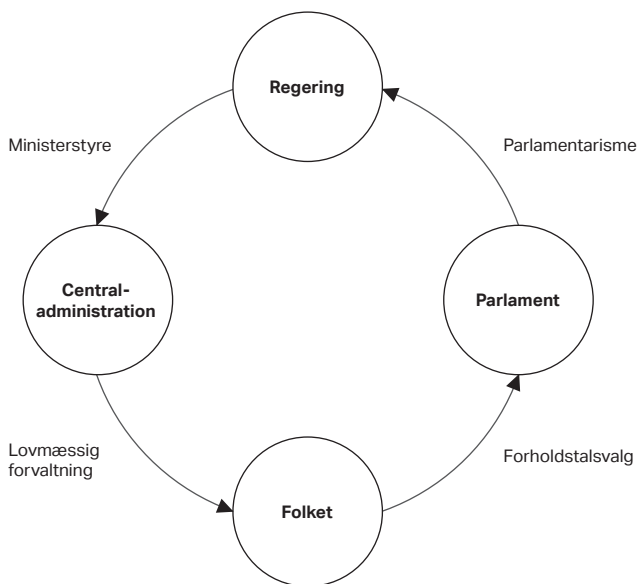 Regering
Ministerstyre
Parlamentarisme
Central-
administration
Parlament
Lovmæssig
forvaltning
Forholdstalsvalg
Folket